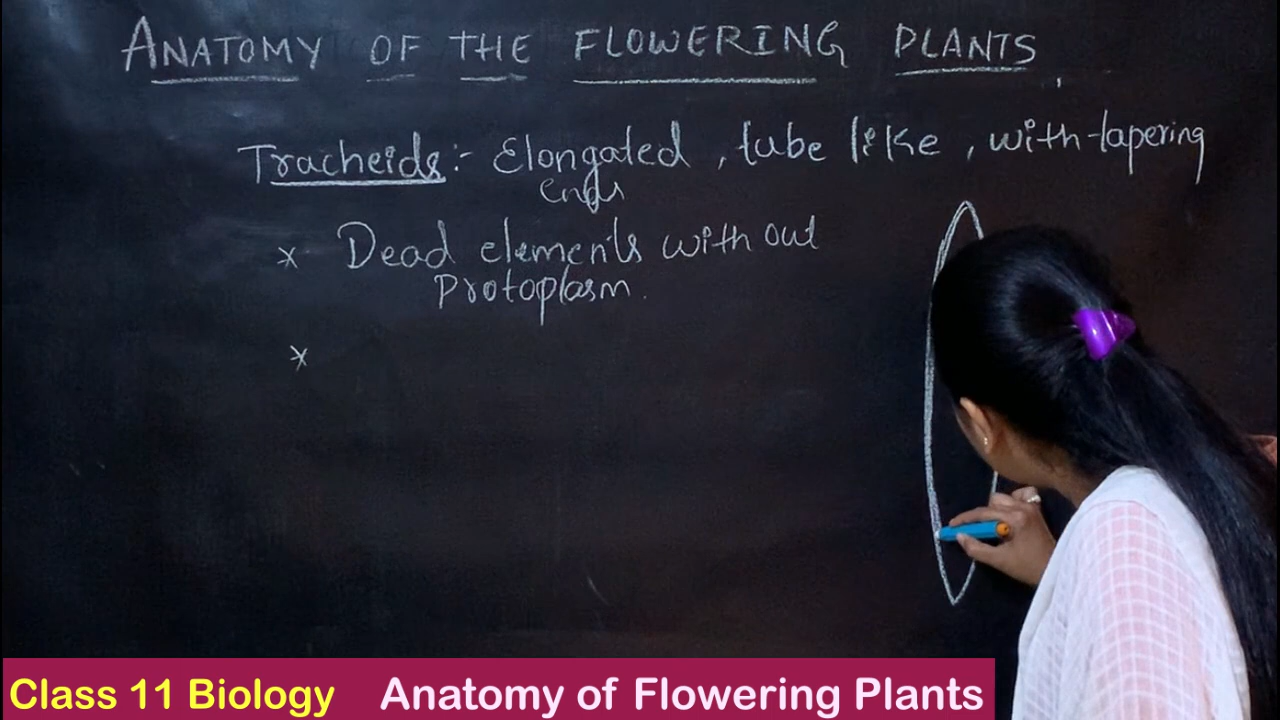 ANATOMY OF THE FLOWERING PLANTS
Tracheids:- Elongated, tube like, with tapering
ends
* Dead elements with out
Protoplasm.
*
Class 11 Biology Anatomy of Flowering Plants